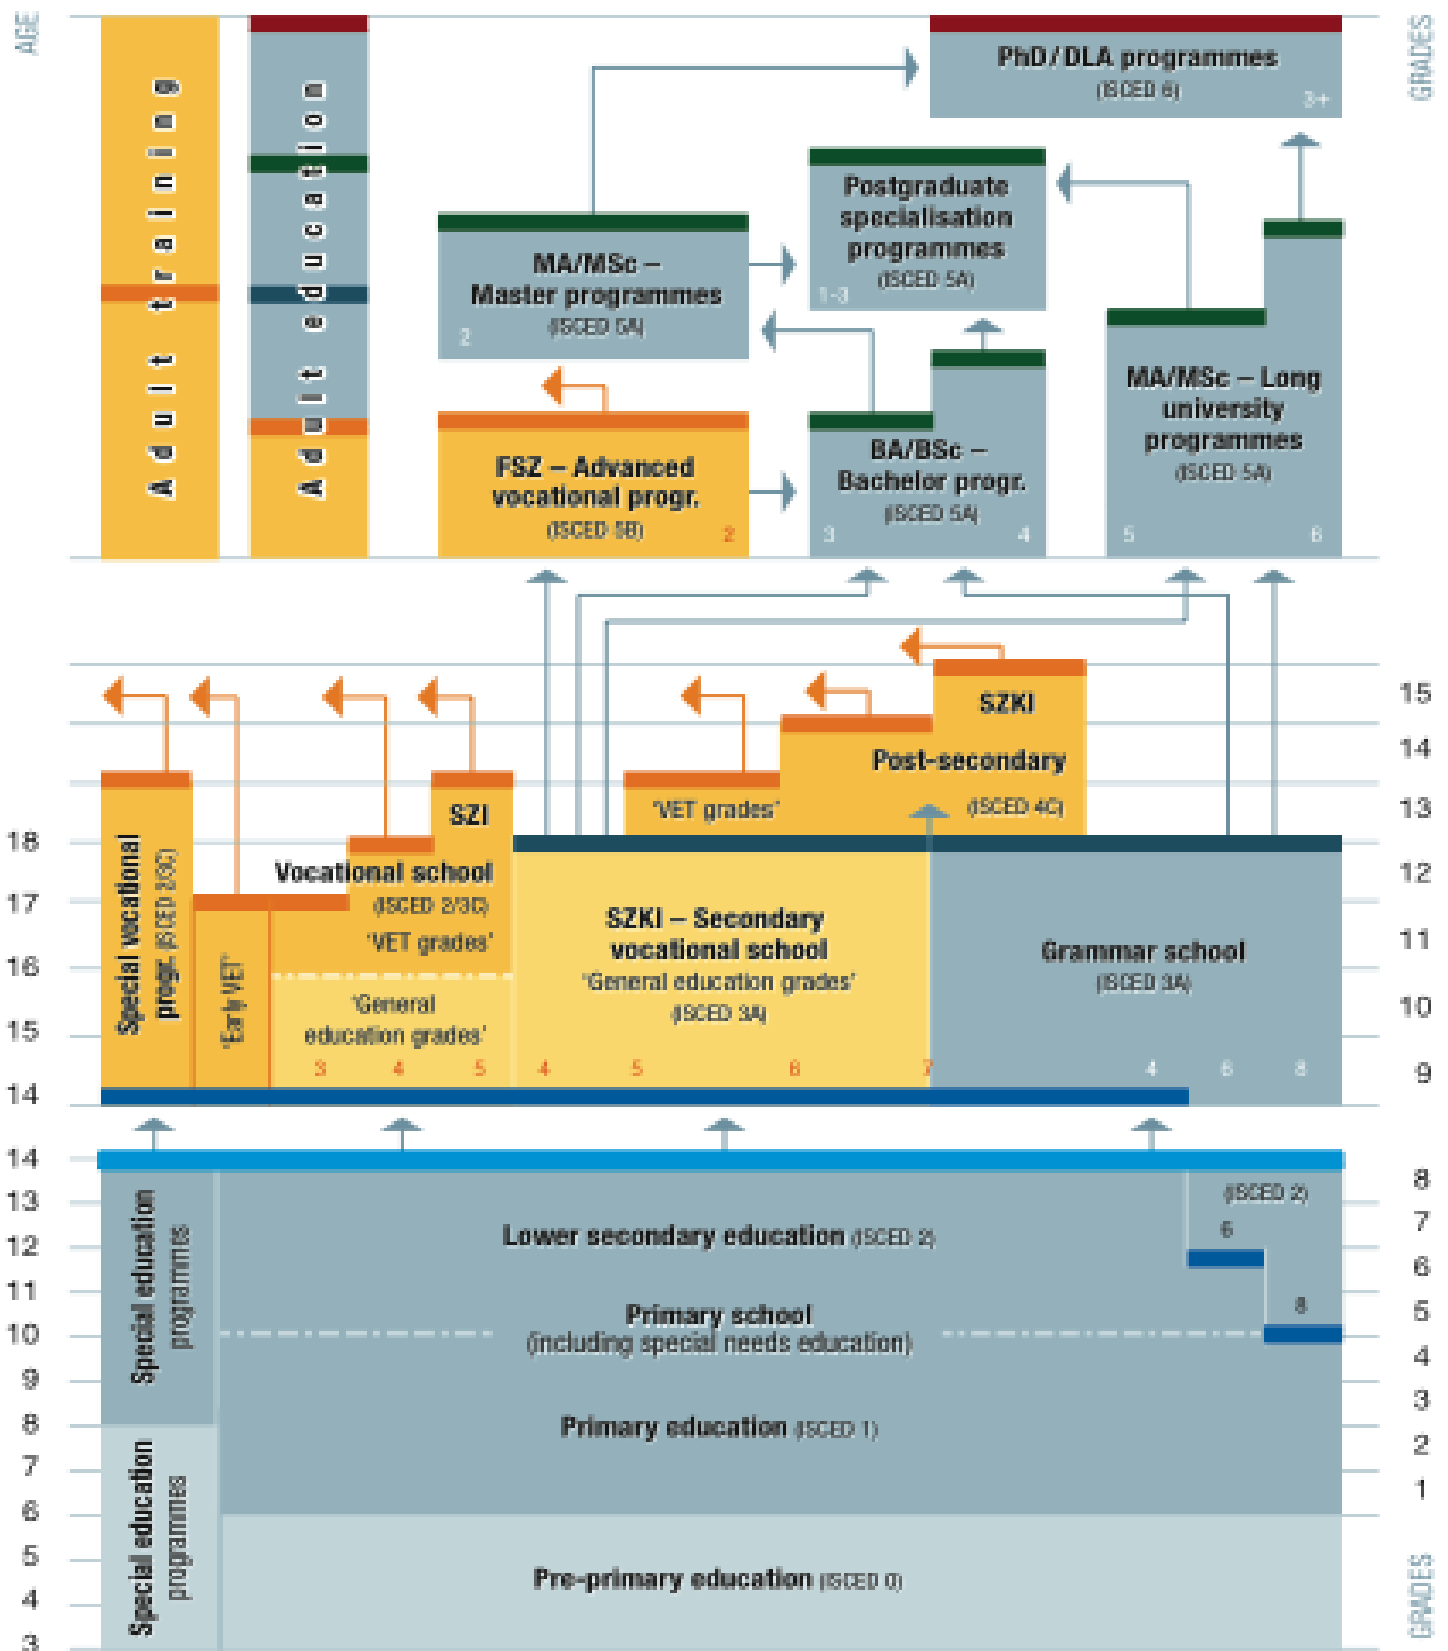 AGE
GRADES
Adult training
Adult education
PhD/DLA programmes
(ISCED 6)
3+
Postgraduate
specialisation
programmes
(ISCED 5A)
1-3
MA/MSc –
Master programmes
(ISCED 5A)
2
MA/MSc – Long
university
programmes
(ISCED 5A)
5
6
FSZ – Advanced
vocational progr.
(ISCED 5B)
2
BA/BSc –
Bachelor progr.
(ISCED 5A)
3
4
SZKI
Post-secondary
(ISCED 4C)
'VET grades'
15
14
13
12
11
10
9
18
17
16
15
14
Special vocational
progr. (ISCED 2/3C)
'Early VET'
SZI
Vocational school
(ISCED 2/3C)
'VET grades'
'General
education grades'
3
4
5
SZKI – Secondary
vocational school
'General education grades'
(ISCED 3A)
4
5
6
7
Grammar school
(ISCED 3A)
4
6
8
14
13
12
11
10
9
8
7
6
5
4
3
Special education
programmes
Special education
programmes
Lower secondary education (ISCED 2)
(ISCED 2)
6
8
Primary school
(including special needs education)
Primary education (ISCED 1)
Pre-primary education (ISCED 0)
8
7
6
5
4
3
2
1
GRADES